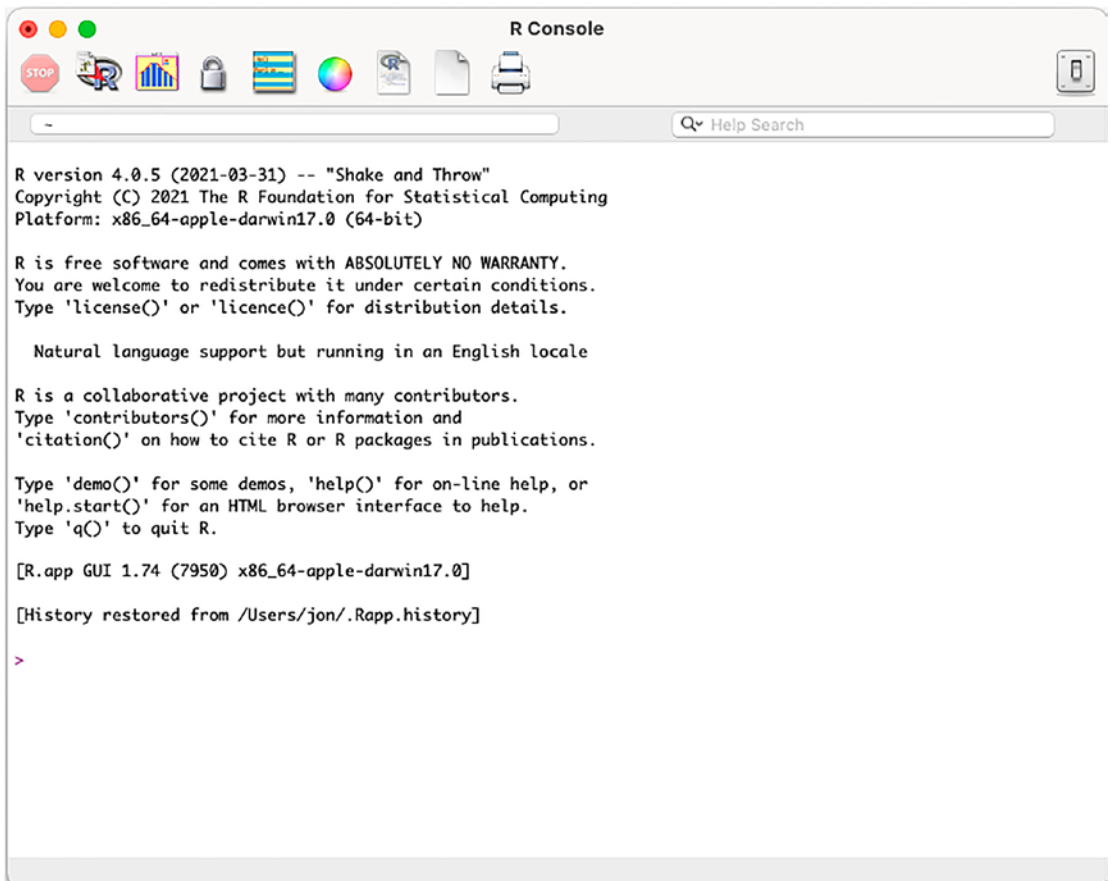 R Console
STOP
~
Help Search
R version 4.0.5 (2021-03-31) -- "Shake and Throw"
Copyright (C) 2021 The R Foundation for Statistical Computing
Platform: x86_64-apple-darwin17.0 (64-bit)
R is free software and comes with ABSOLUTELY NO WARRANTY.
You are welcome to redistribute it under certain conditions.
Type 'license()' or 'licence()' for distribution details.
Natural language support but running in an English locale
R is a collaborative project with many contributors.
Type 'contributors()' for more information and
'citation()' on how to cite R or R packages in publications.
Type 'demo()' for some demos, 'help()' for on-line help, or
'help.start()' for an HTML browser interface to help.
Type 'q()' to quit R.
[R.app GUI 1.74 (7950) x86_64-apple-darwin17.0]
[History restored from /Users/jon/.Rapp.history]
>